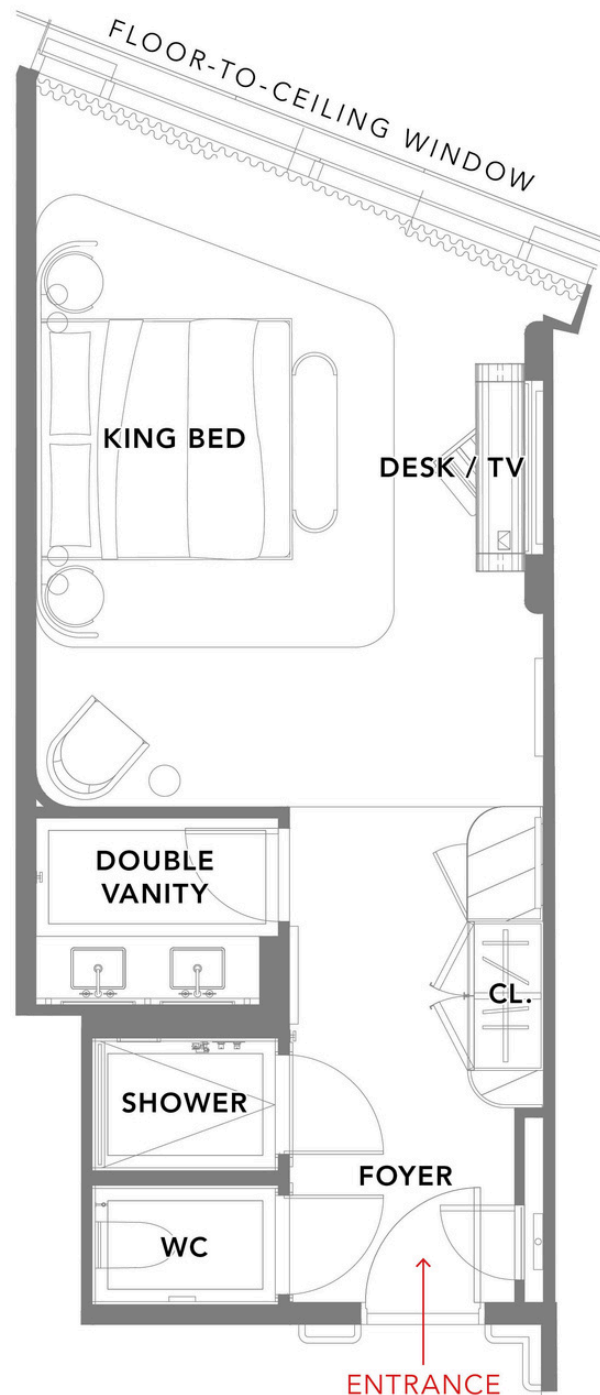 FLOOR-TO-CEILING WINDOW
KING BED
DESK / TV
DOUBLE
VANITY
CL.
SHOWER
FOYER
WC
ENTRANCE